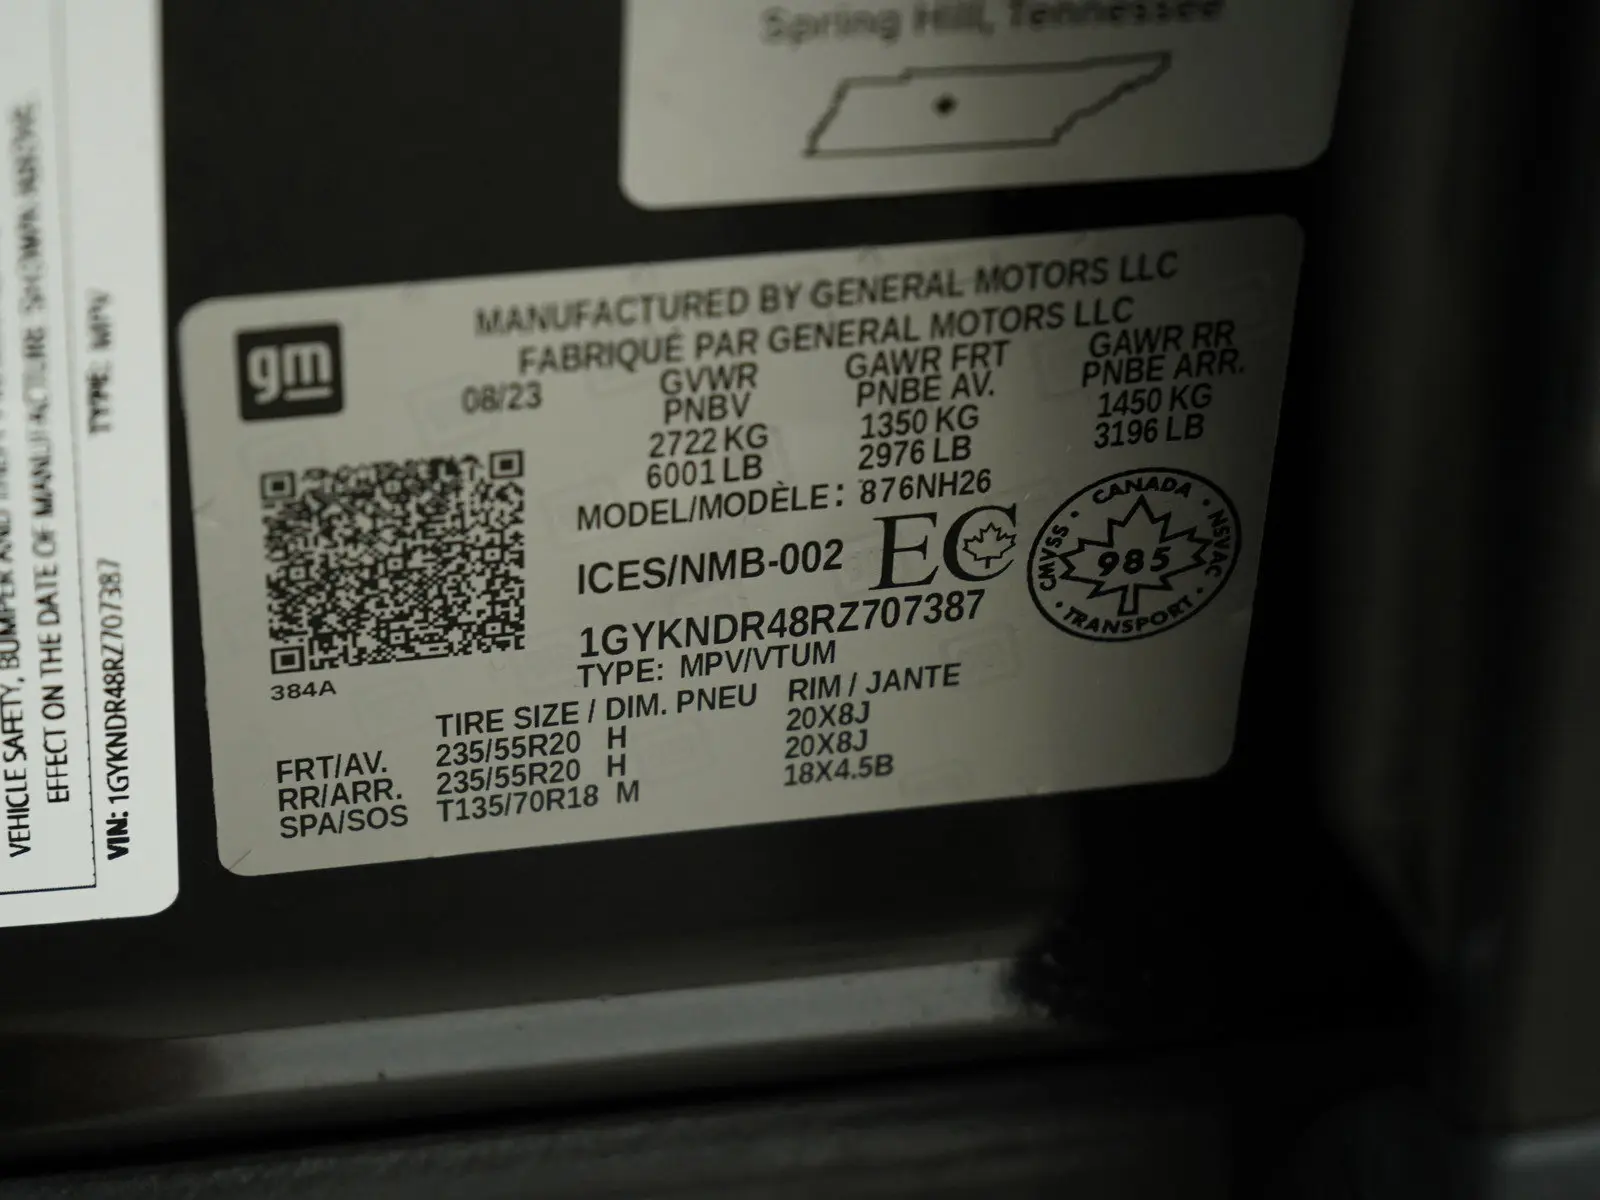 Spring Hill, Tennessee
MANUFACTURED BY GENERAL MOTORS LLC
FABRIQUÉ PAR GENERAL MOTORS LLC
gm
08/23
GVWR GAWR FRT GAWR RR
PNBV PNBE AV. PNBE ARR.
2722 KG 1350 KG 1450 KG
6001 LB 2976 LB 3196 LB
MODEL/MODÈLE: 876NH26
ICES/NMB-002 EC
CANADA
CMVSS 985 NSVAC
TRANSPORT
1GYKNDR48RZ707387
TYPE: MPV/VTUM
384A
TIRE SIZE / DIM. PNEU RIM / JANTE
FRT/AV. 235/55R20 H 20X8J
RR/ARR. 235/55R20 H 20X8J
SPA/SOS T135/70R18 M 18X4.5B
VEHICLE SAFETY, BUMPER AND
EFFECT ON THE DATE OF MANUFACTURE SHOWN ABOVE.
VIN: 1GYKNDR48RZ707387 TYPE: MPV